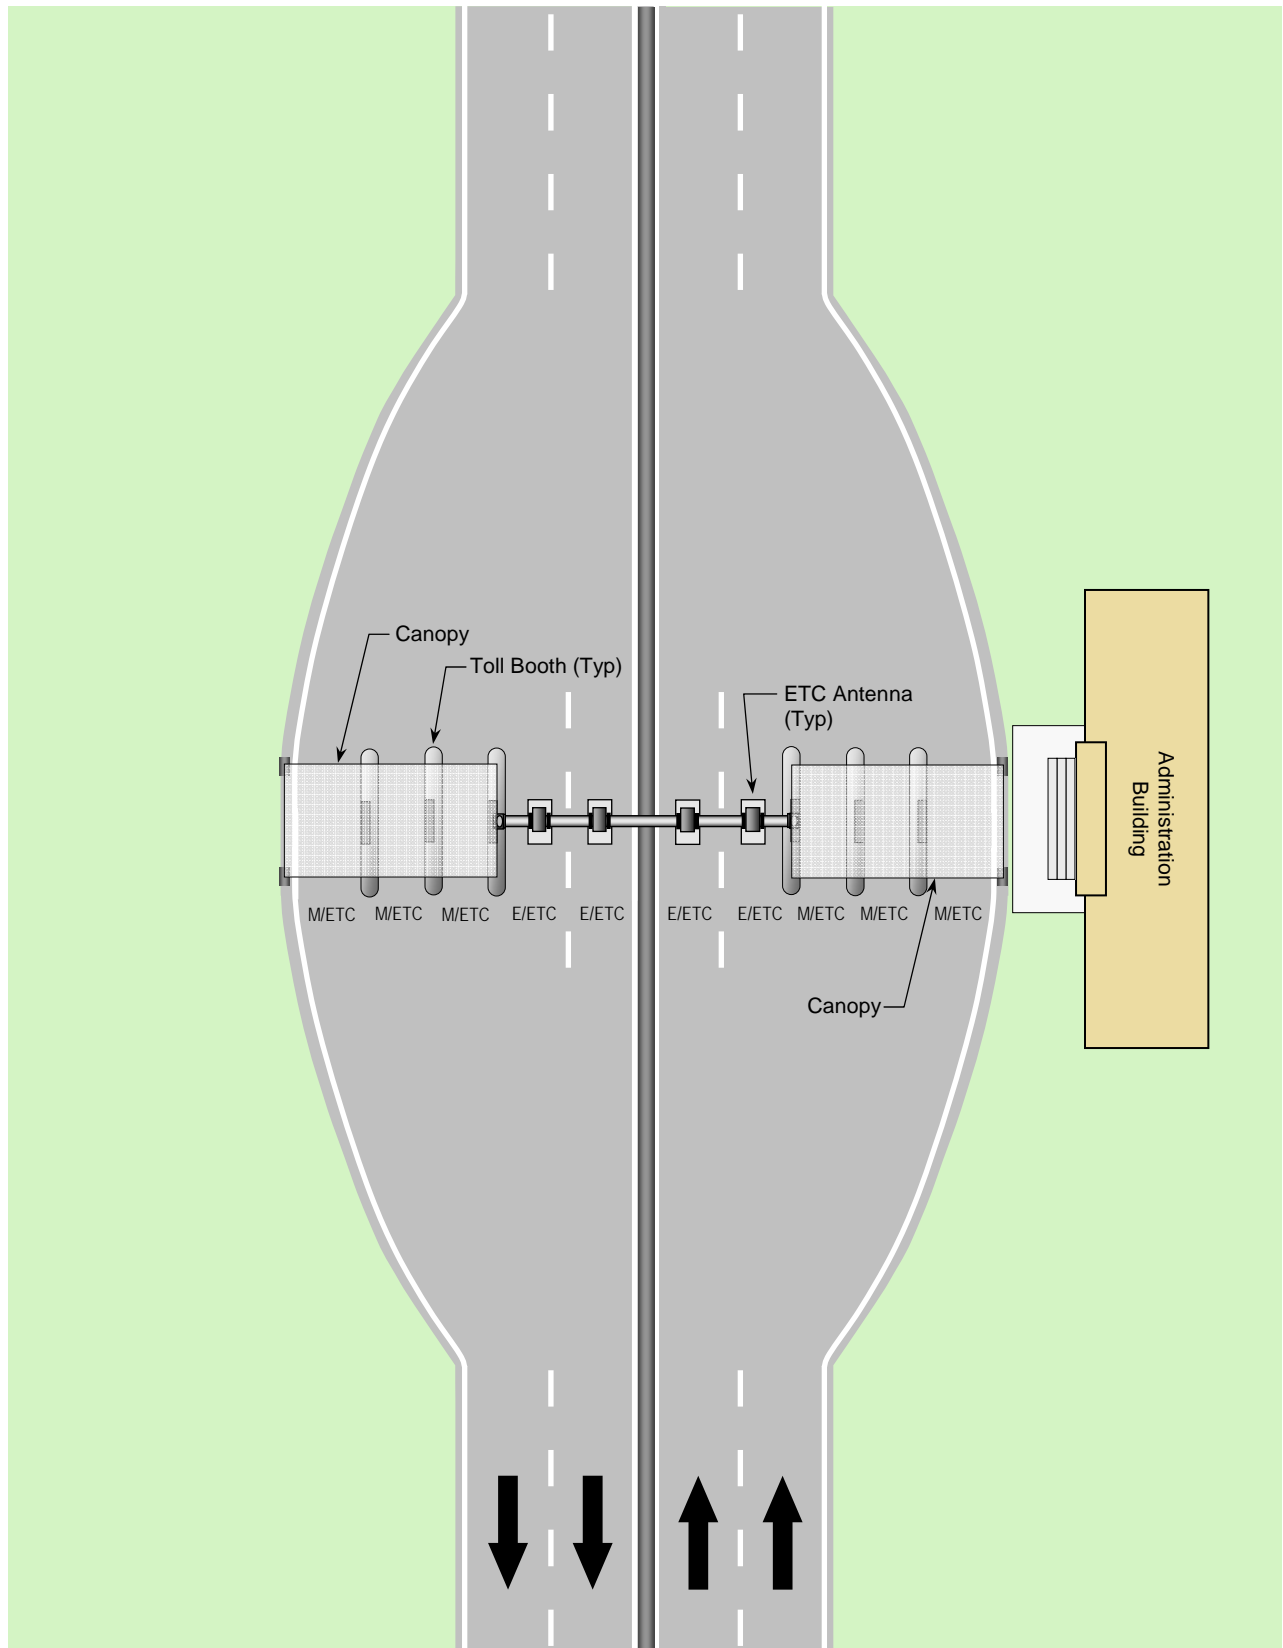 Canopy
Toll Booth (Typ)
ETC Antenna
(Typ)
Administration
Building
M/ETC
M/ETC
M/ETC
E/ETC
E/ETC
E/ETC
E/ETC
M/ETC
M/ETC
M/ETC
Canopy